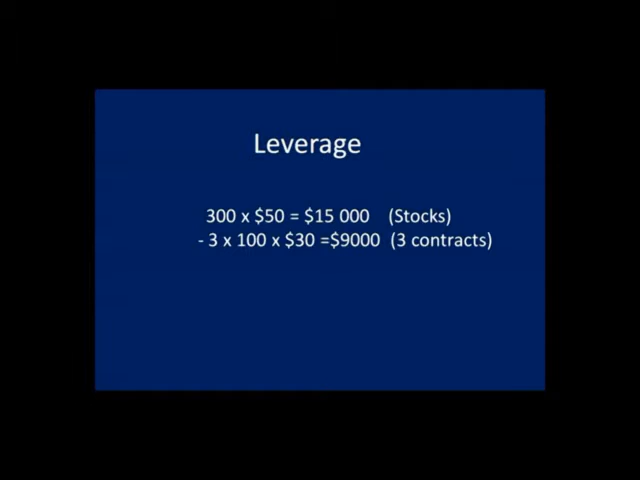 Leverage
300 x $50 = $15 000 (Stocks)
- 3 x 100 x $30 =$9000 (3 contracts)